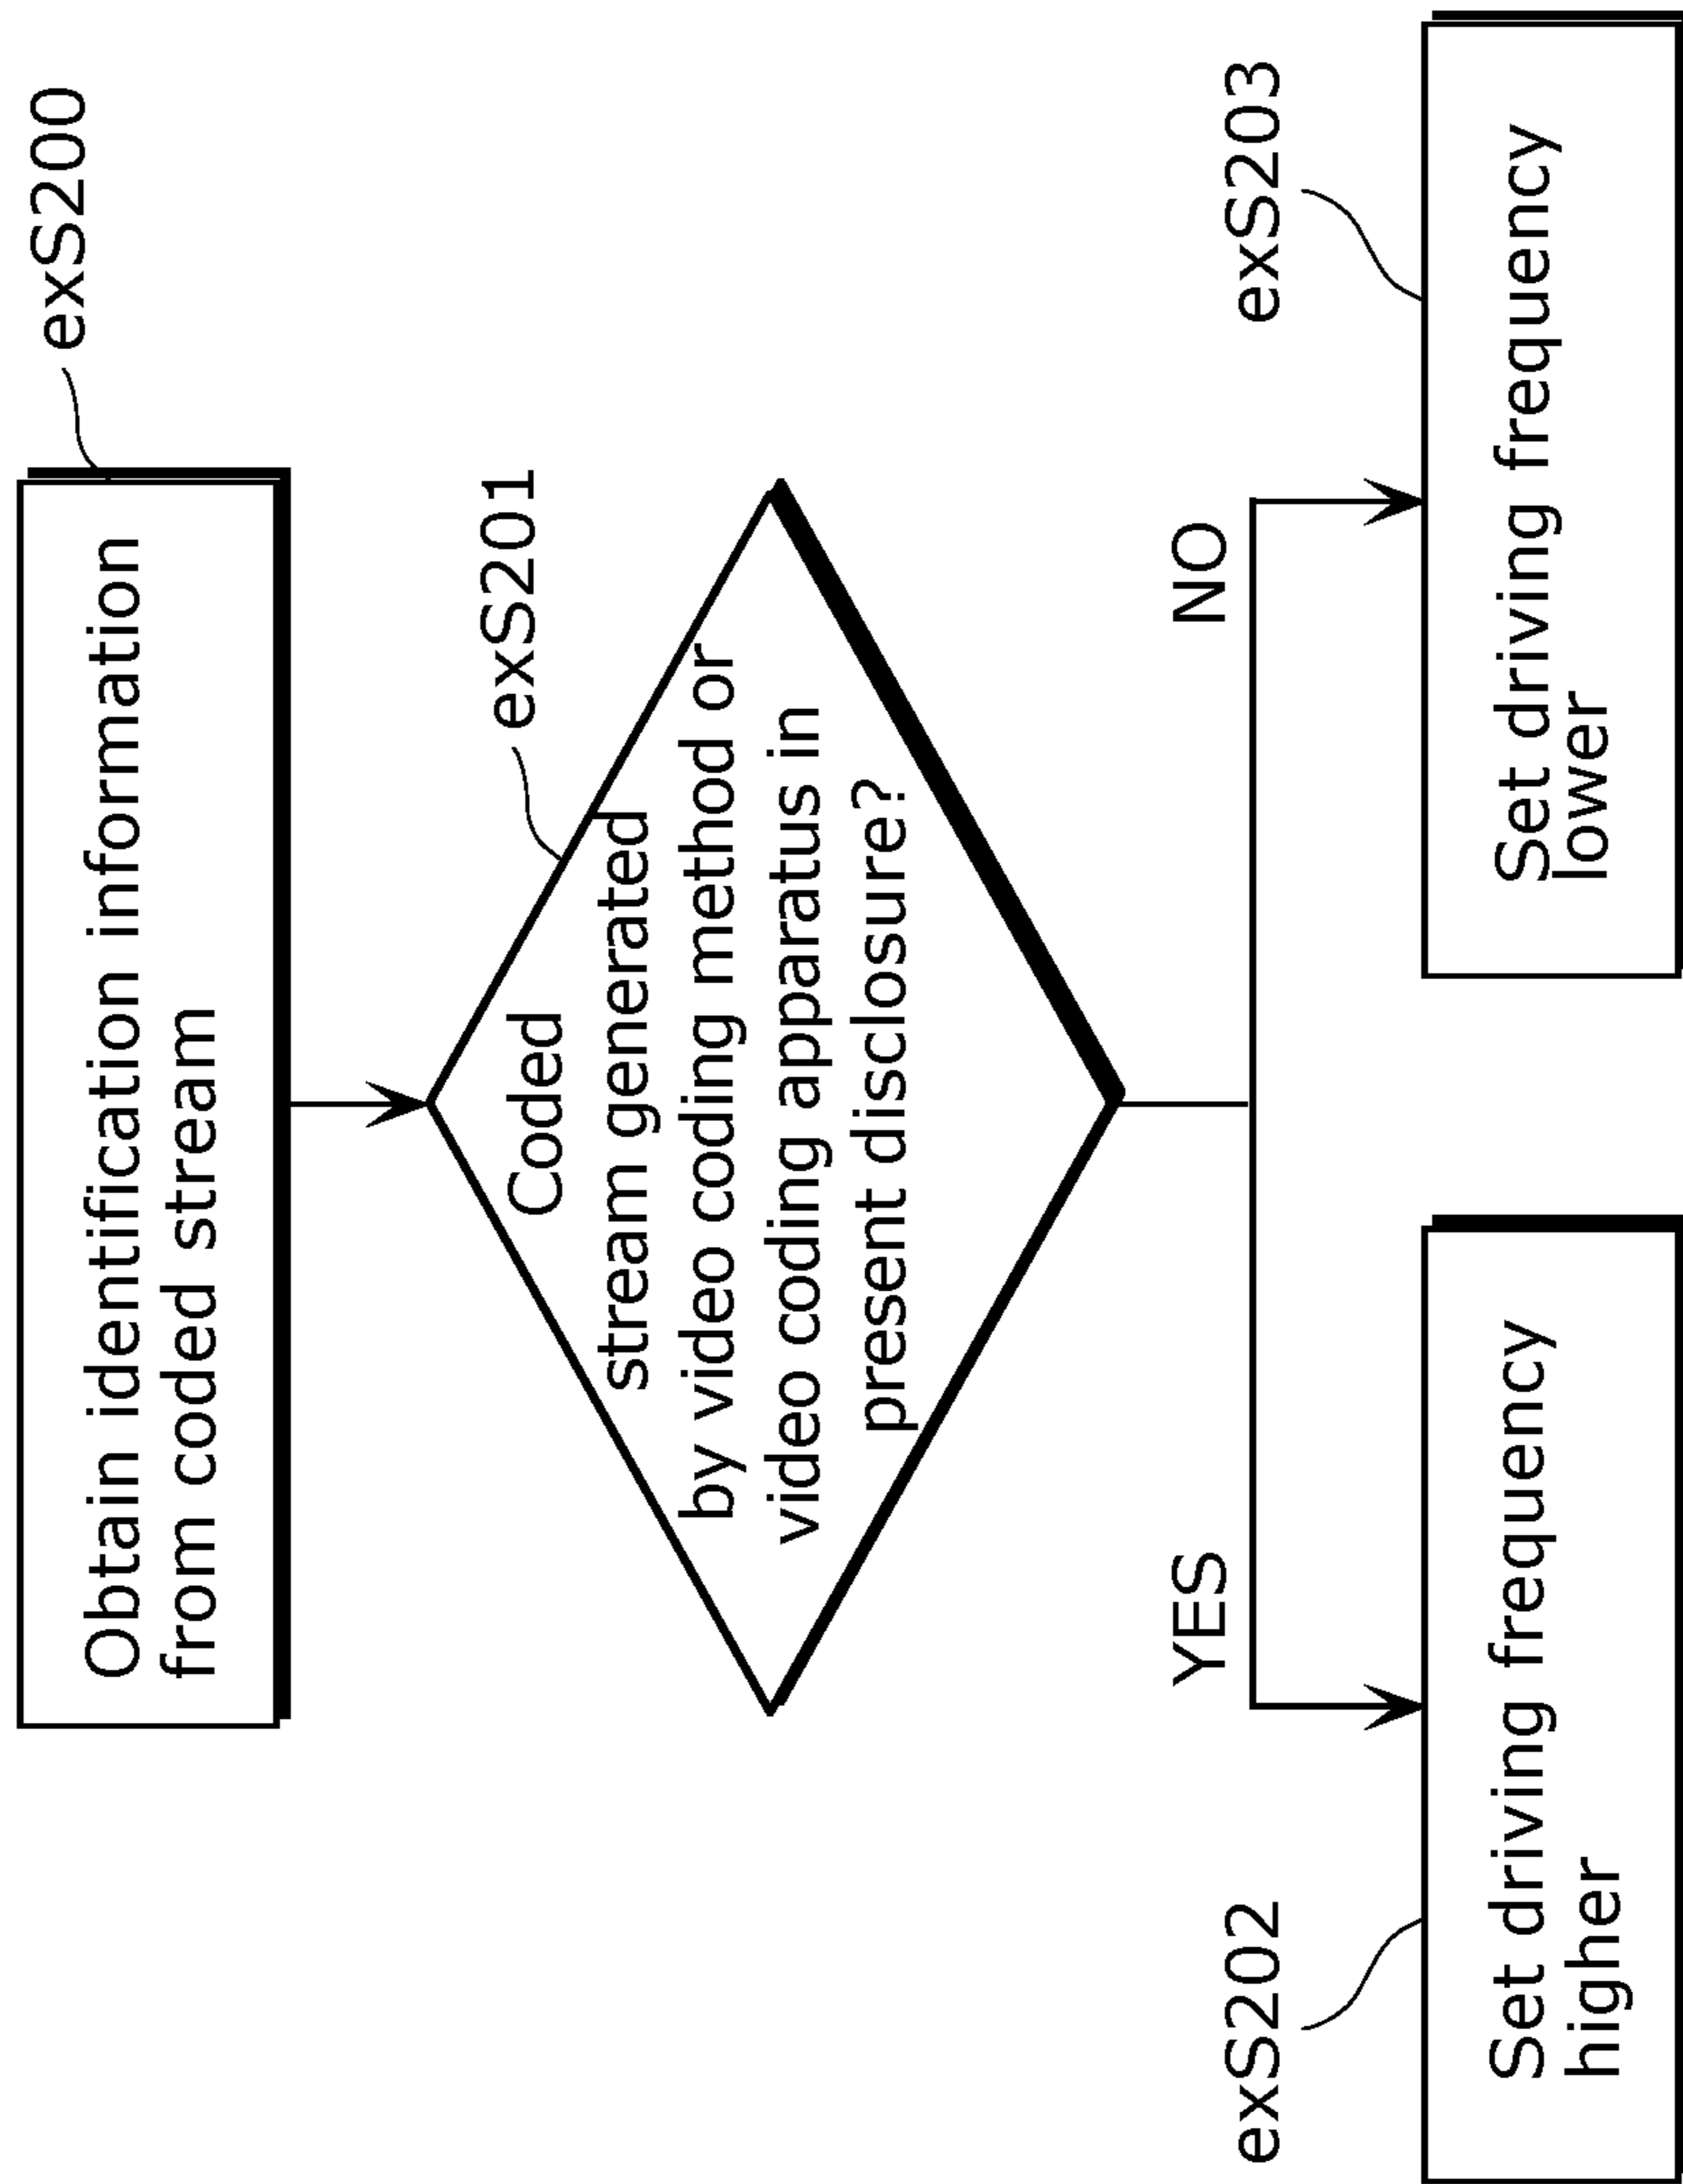 exS200
Obtain identification information
from coded stream
exS201
Coded
stream generated
by video coding method or
video coding apparatus in
present disclosure?
YES
NO
exS202
exS203
Set driving frequency
higher
Set driving frequency
lower